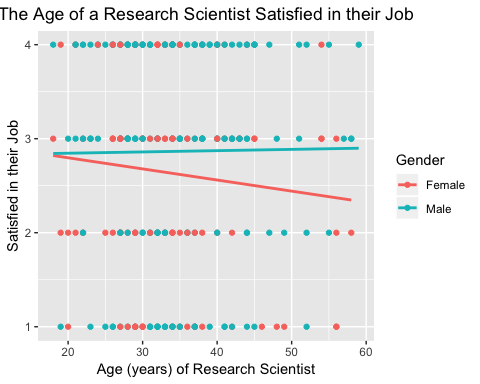 The Age of a Research Scientist Satisfied in their Job
Satisfied in their Job
4
3
2
1
20 30 40 50 60
Age (years) of Research Scientist
Gender
Female
Male